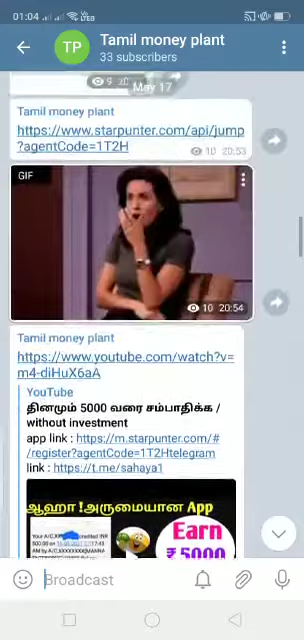 01:04
TP
Tamil money plant
33 subscribers
May 17
Tamil money plant
https://www.starpunter.com/api/jump
?agentCode=1T2H
10 20:53
GIF
10 20:54
Tamil money plant
https://www.youtube.com/watch?v=
m4-diHuX6aA
YouTube
தினமும் 5000 வரை சம்பாதிக்க /
without investment
app link : https://m.starpunter.com/#
/register?agentCode=1T2Htelegram
link : https://t.me/sahaya1
ஆஹா !அருமையான App
Earn
₹5000
Broadcast